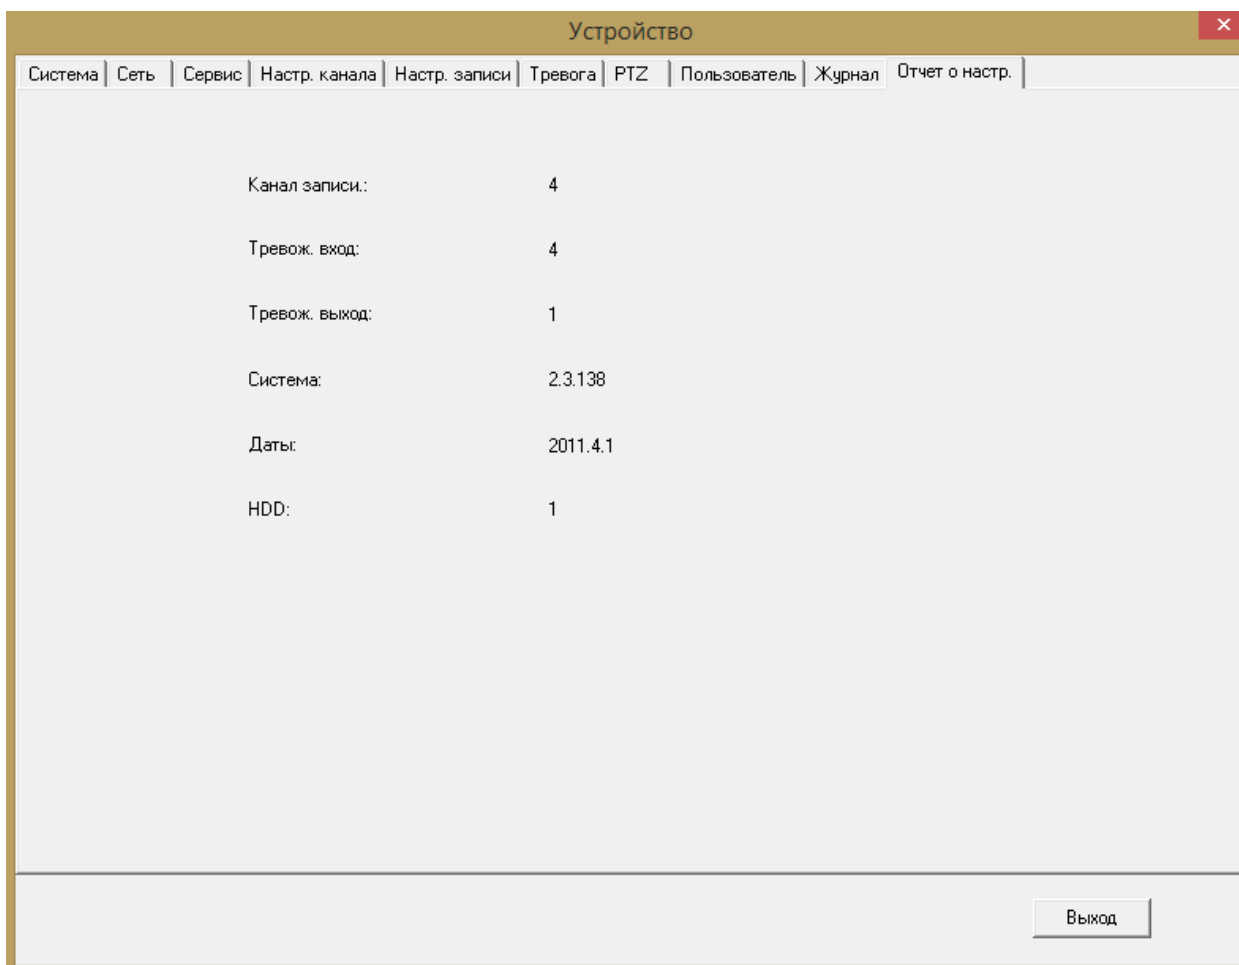 Устройство
Система Сеть Сервис Настр. канала Настр. записи Тревога PTZ Пользователь Журнал Отчет о настр.
Канал записи.: 4
Тревож. вход: 4
Тревож. выход: 1
Система: 2.3.138
Даты: 2011.4.1
HDD: 1
Выход